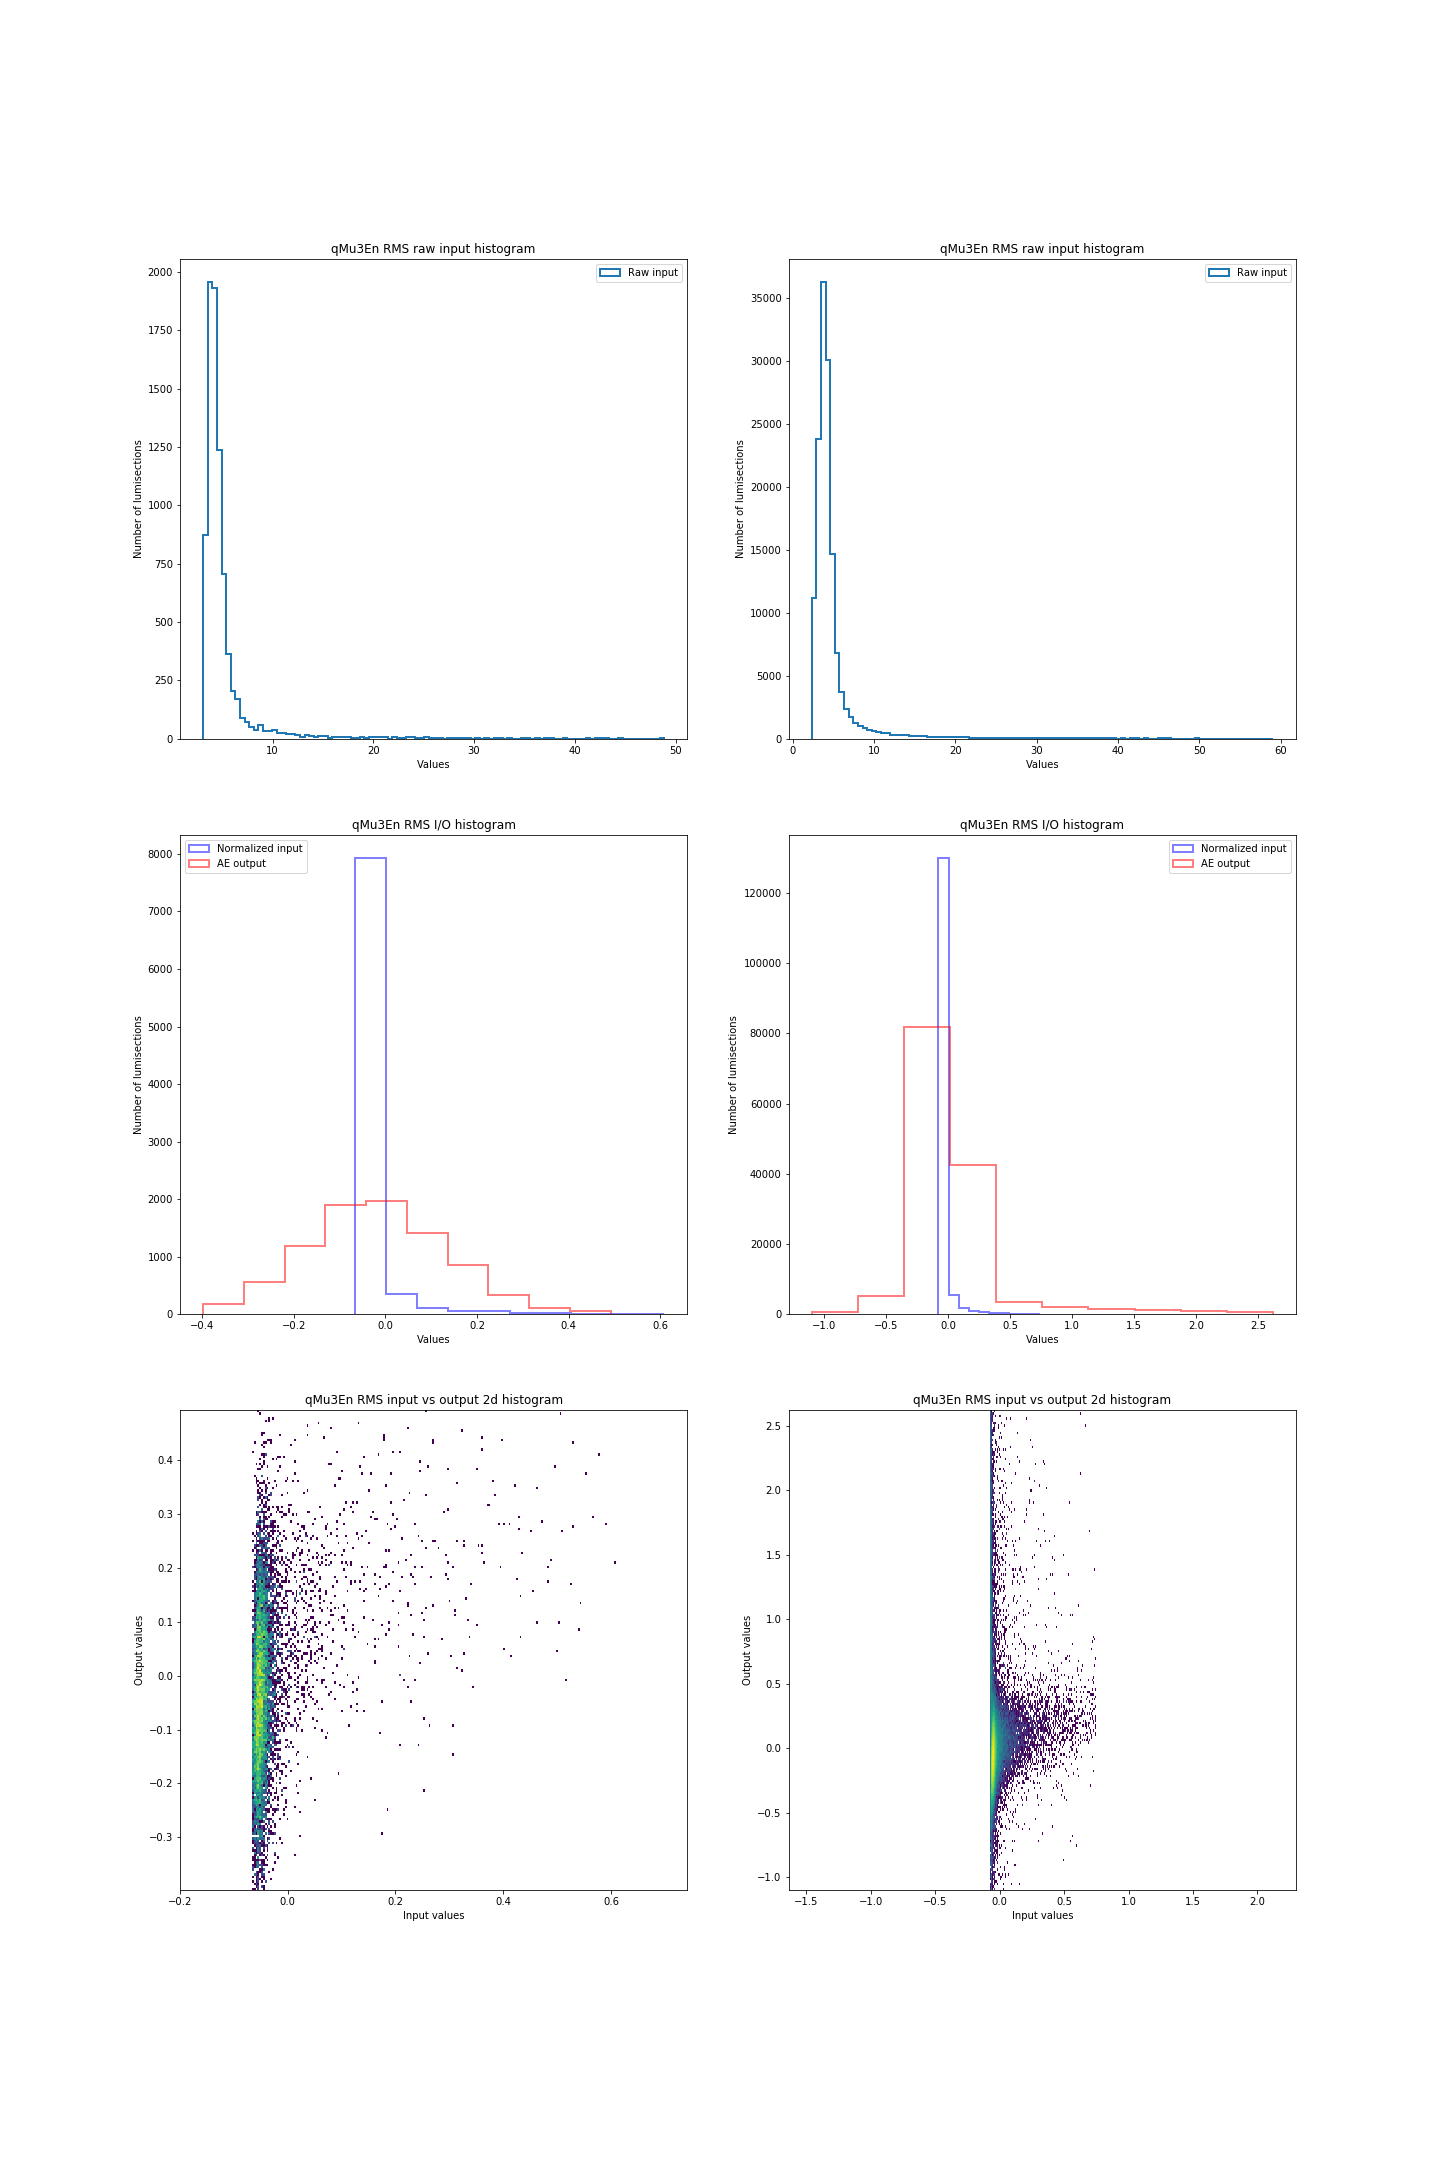 qMu3En RMS raw input histogram
Raw input
2000
1750
1500
1250
1000
750
500
250
0
Number of lumisections
10 20 30 40 50
Values
qMu3En RMS raw input histogram
Raw input
35000
30000
25000
20000
15000
10000
5000
0
Number of lumisections
0 10 20 30 40 50 60
Values
qMu3En RMS I/O histogram
Normalized input
AE output
8000
7000
6000
5000
4000
3000
2000
1000
0
Number of lumisections
−0.4 −0.2 0.0 0.2 0.4 0.6
Values
qMu3En RMS I/O histogram
Normalized input
AE output
120000
100000
80000
60000
40000
20000
0
Number of lumisections
−1.0 −0.5 0.0 0.5 1.0 1.5 2.0 2.5
Values
qMu3En RMS input vs output 2d histogram
0.4
0.3
0.2
0.1
0.0
−0.1
−0.2
−0.3
Output values
−0.2 0.0 0.2 0.4 0.6
Input values
qMu3En RMS input vs output 2d histogram
2.5
2.0
1.5
1.0
0.5
0.0
−0.5
−1.0
Output values
−1.5 −1.0 −0.5 0.0 0.5 1.0 1.5 2.0
Input values